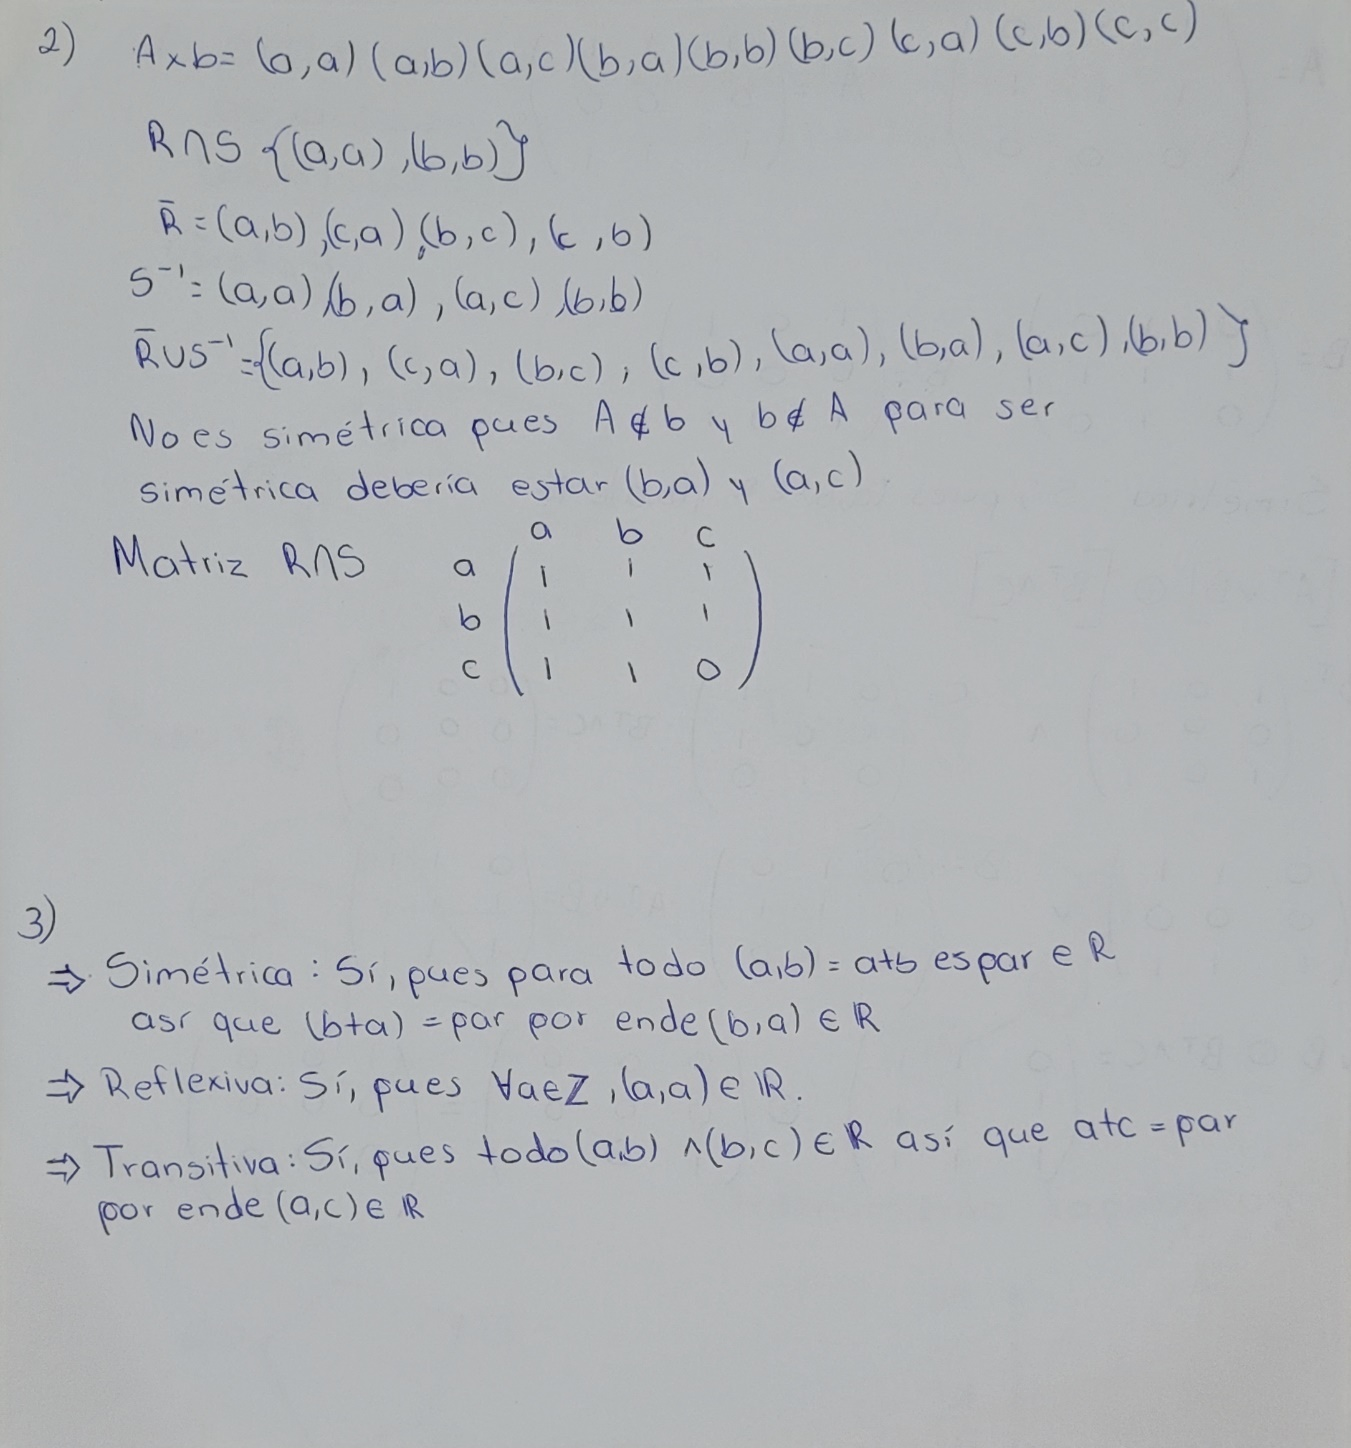 2) Axb= (a,a) (a,b) (a,c) (b,a) (b,b) (b,c) (c,a) (c,b) (c,c)
R∩S {(a,a), (b,b)}
R̄ = (a,b), (c,a), (b,c), (c,b)
S⁻¹= (a,a), (b,a), (a,c), (b,b)
R̄∪S⁻¹={(a,b), (c,a), (b,c), (c,b), (a,a), (b,a), (a,c), (b,b)}
No es simétrica pues A∉b y b∉A para ser
simétrica debería estar (b,a) y (a,c)
a b c
Matriz R∩S a 1 1 1
b 1 1 1
c 1 1 0
3)
⇒ Simétrica: Sí, pues para todo (a,b) = a+b es par ∈ R
así que (b+a) = par por ende (b,a) ∈ ℝ
⇒ Reflexiva: Sí, pues ∀a∈Z, (a,a) ∈ ℝ.
⇒ Transitiva: Sí, pues todo (a,b) ∧ (b,c) ∈ ℝ así que a+c = par
por ende (a,c) ∈ ℝ